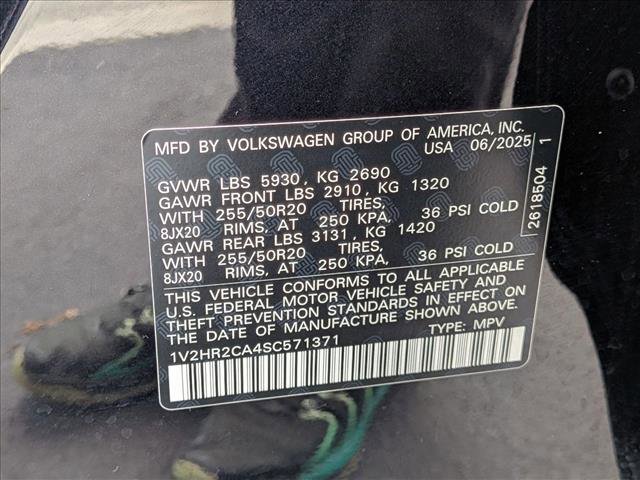 MFD BY VOLKSWAGEN GROUP OF AMERICA, INC.
USA 06/2025
GVWR LBS 5930, KG 2690
GAWR FRONT LBS 2910, KG 1320
WITH 255/50R20 TIRES,
8JX20 RIMS, AT 250 KPA, 36 PSI COLD
GAWR REAR LBS 3131, KG 1420
WITH 255/50R20 TIRES,
8JX20 RIMS, AT 250 KPA, 36 PSI COLD
THIS VEHICLE CONFORMS TO ALL APPLICABLE
U.S. FEDERAL MOTOR VEHICLE SAFETY AND
THEFT PREVENTION STANDARDS IN EFFECT ON
THE DATE OF MANUFACTURE SHOWN ABOVE.
1V2HR2CA4SC571371 TYPE: MPV
2618504 1